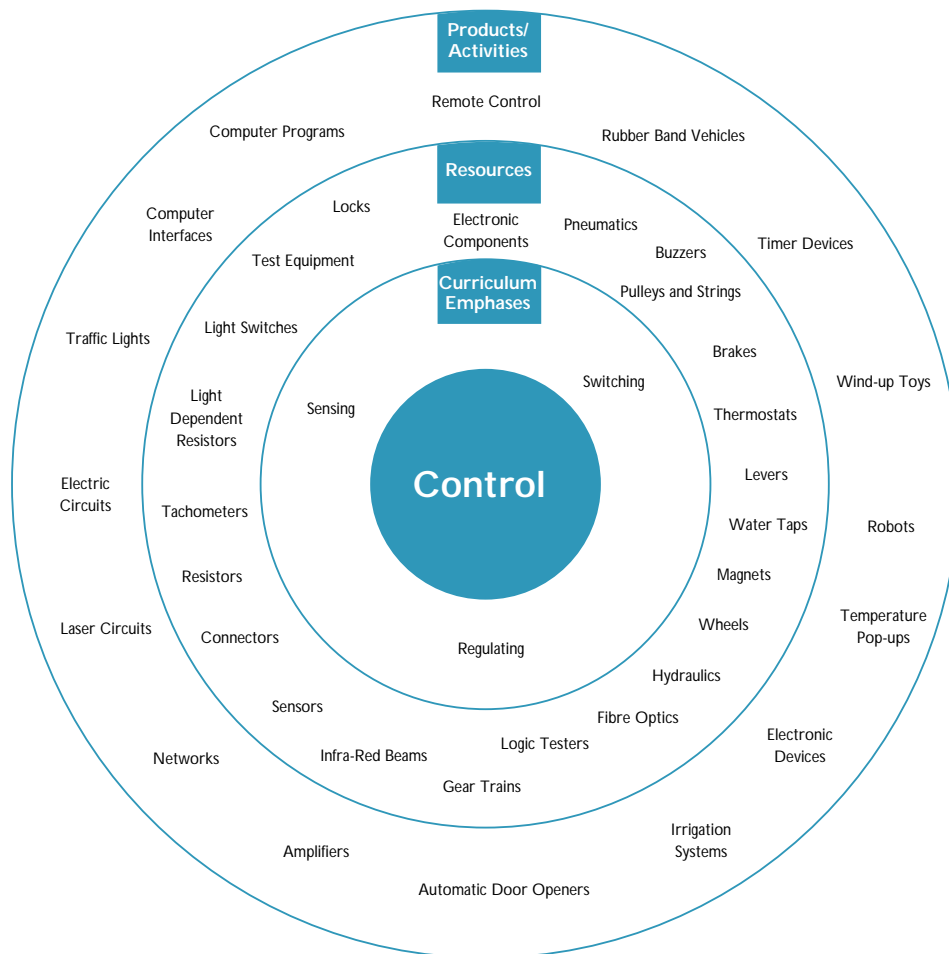 Products/
Activities
Remote Control
Computer Programs
Rubber Band Vehicles
Resources
Locks
Electronic
Components
Pneumatics
Computer
Interfaces
Timer Devices
Test Equipment
Buzzers
Curriculum
Emphases
Pulleys and Strings
Traffic Lights
Light Switches
Brakes
Switching
Wind-up Toys
Sensing
Light
Dependent
Resistors
Thermostats
Control
Levers
Electric
Circuits
Tachometers
Water Taps
Robots
Resistors
Magnets
Laser Circuits
Connectors
Wheels
Temperature
Pop-ups
Regulating
Hydraulics
Sensors
Fibre Optics
Logic Testers
Electronic
Devices
Networks
Infra-Red Beams
Gear Trains
Irrigation
Systems
Amplifiers
Automatic Door Openers